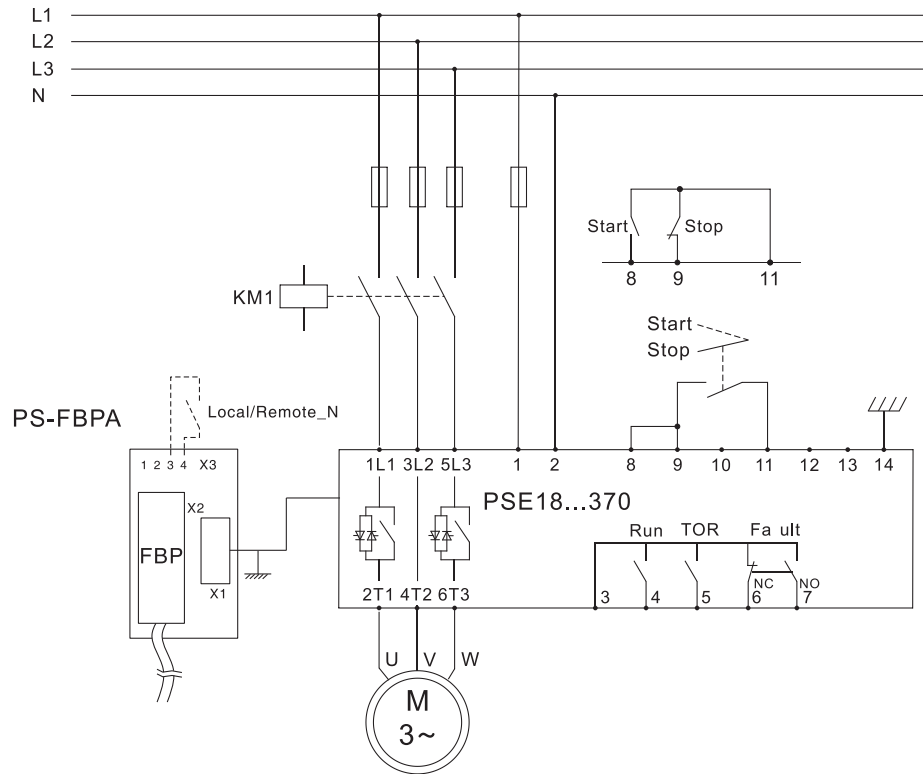 L1
L2
L3
N
Start
Stop
8 9 11
KM1
Start
Stop
PS-FBPA
Local/Remote_N
1 2 3 4 X3
1L1 3L2 5L3 1 2 8 9 10 11 12 13 14
PSE18...370
X2
FBP
X1
Run TOR Fa ult
NC NO
2T1 4T2 6T3 3 4 5 6 7
U V W
M
3~